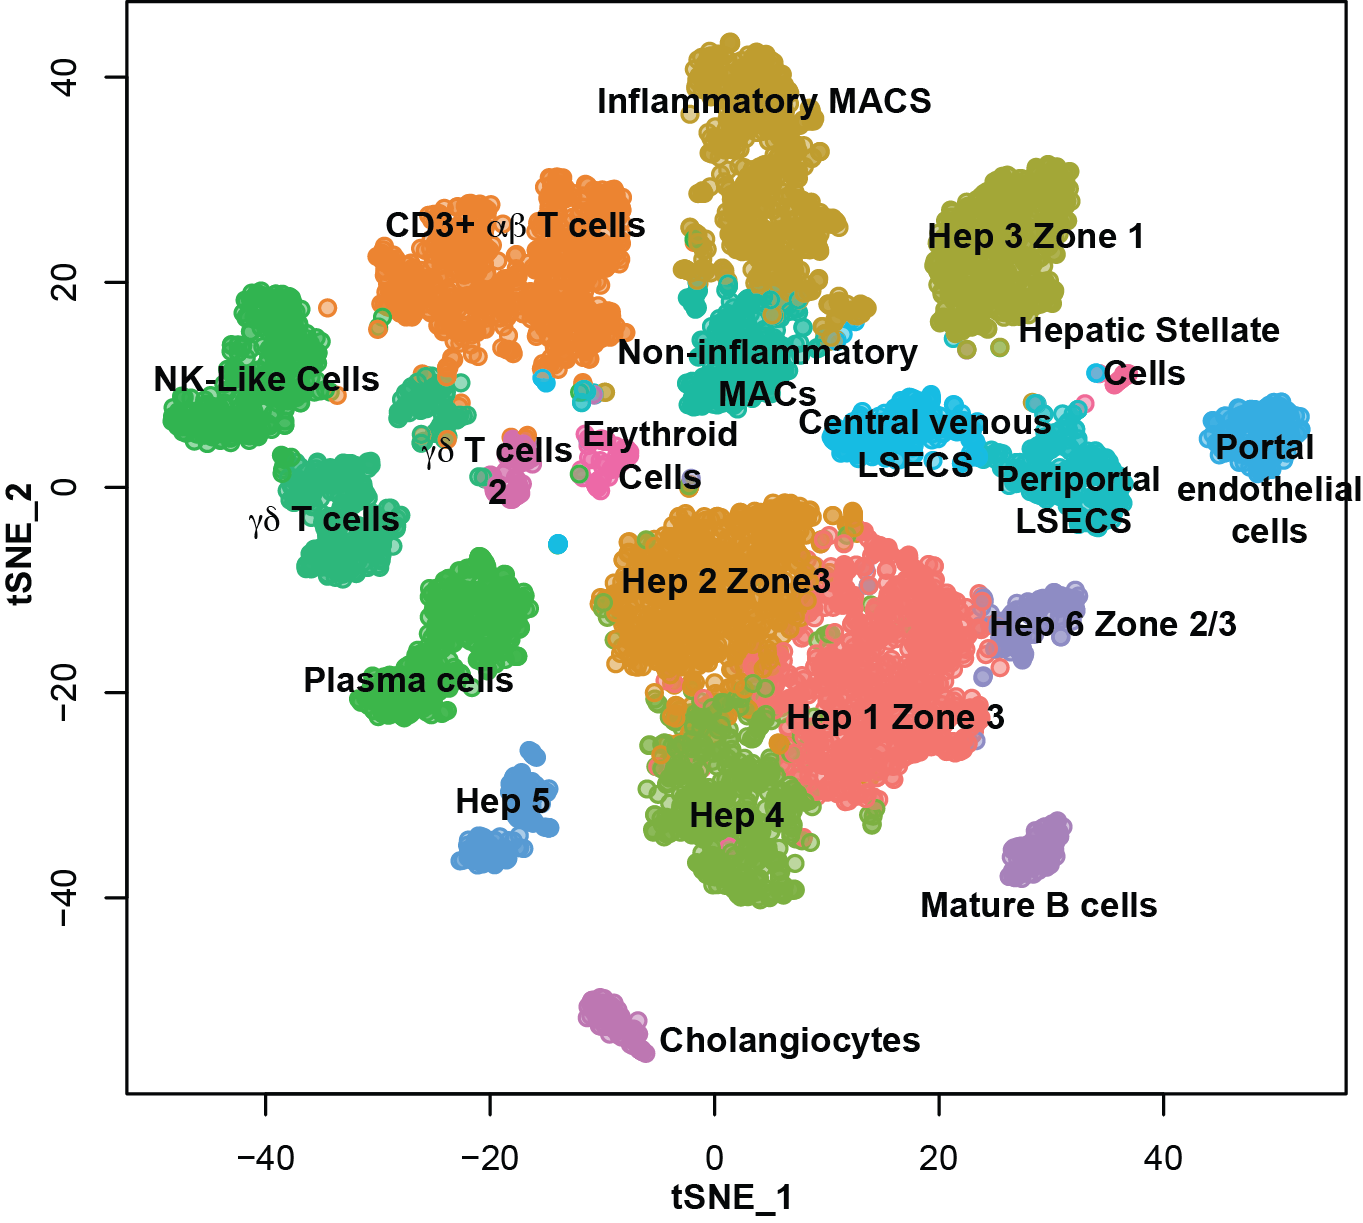 40
20
0
−20
−40
tSNE_2
Inflammatory MACS
CD3+ αβ T cells
Hep 3 Zone 1
Hepatic Stellate
Cells
Non-inflammatory
MACs
NK-Like Cells
Central venous
LSECS
Erythroid
Cells
γδ T cells
2
Portal
endothelial
cells
Periportal
LSECS
γδ T cells
Hep 2 Zone3
Hep 6 Zone 2/3
Plasma cells
Hep 1 Zone 3
Hep 5
Hep 4
Mature B cells
Cholangiocytes
−40
−20
0
20
40
tSNE_1